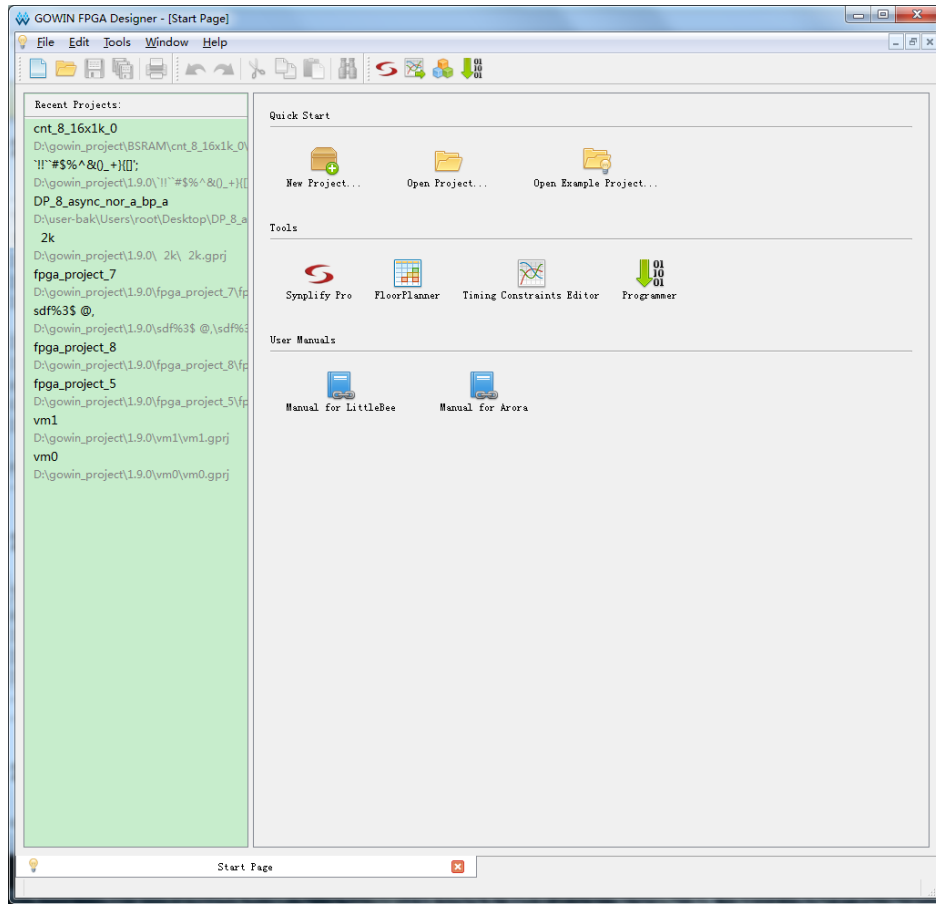 GOWIN FPGA Designer - [Start Page]
File Edit Tools Window Help
Recent Projects:
cnt_8_16x1k_0
D:\gowin_project\BSRAM\cnt_8_16x1k_0\
`!!``#$%^&()_+}{[]';
D:\gowin_project\1.9.0\`!!``#$%^&()_+}{[
DP_8_async_nor_a_bp_a
D:\user-bak\Users\root\Desktop\DP_8_a
2k
D:\gowin_project\1.9.0\ 2k\ 2k.gprj
fpga_project_7
D:\gowin_project\1.9.0\fpga_project_7\fp
sdf%3$ @,
D:\gowin_project\1.9.0\sdf%3$ @,\sdf%3
fpga_project_8
D:\gowin_project\1.9.0\fpga_project_8\fp
fpga_project_5
D:\gowin_project\1.9.0\fpga_project_5\fp
vm1
D:\gowin_project\1.9.0\vm1\vm1.gprj
vm0
D:\gowin_project\1.9.0\vm0\vm0.gprj
Quick Start
New Project... Open Project... Open Example Project...
Tools
Synplify Pro FloorPlanner Timing Constraints Editor Programmer
User Manuals
Manual for LittleBee Manual for Arora
Start Page